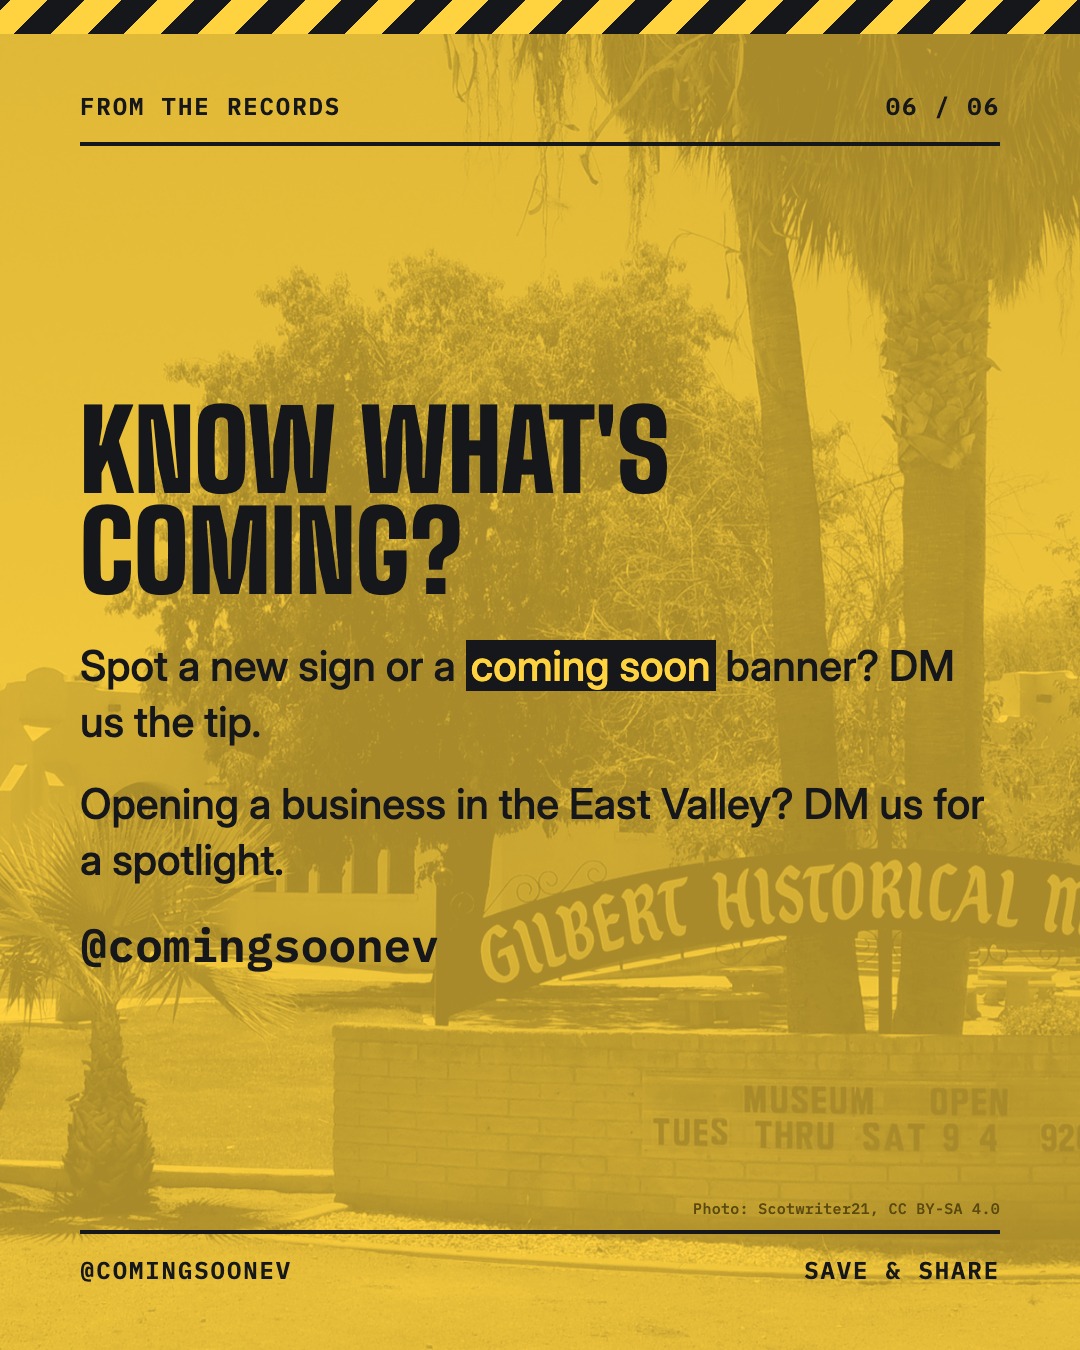 FROM THE RECORDS
06 / 06
KNOW WHAT'S
COMING?
Spot a new sign or a coming soon banner? DM
us the tip.
Opening a business in the East Valley? DM us for
a spotlight.
@comingsoonev
GILBERT HISTORICAL
MUSEUM OPEN
TUES THRU SAT 9 4
Photo: Scotwriter21, CC BY-SA 4.0
@COMINGSOONEV
SAVE & SHARE